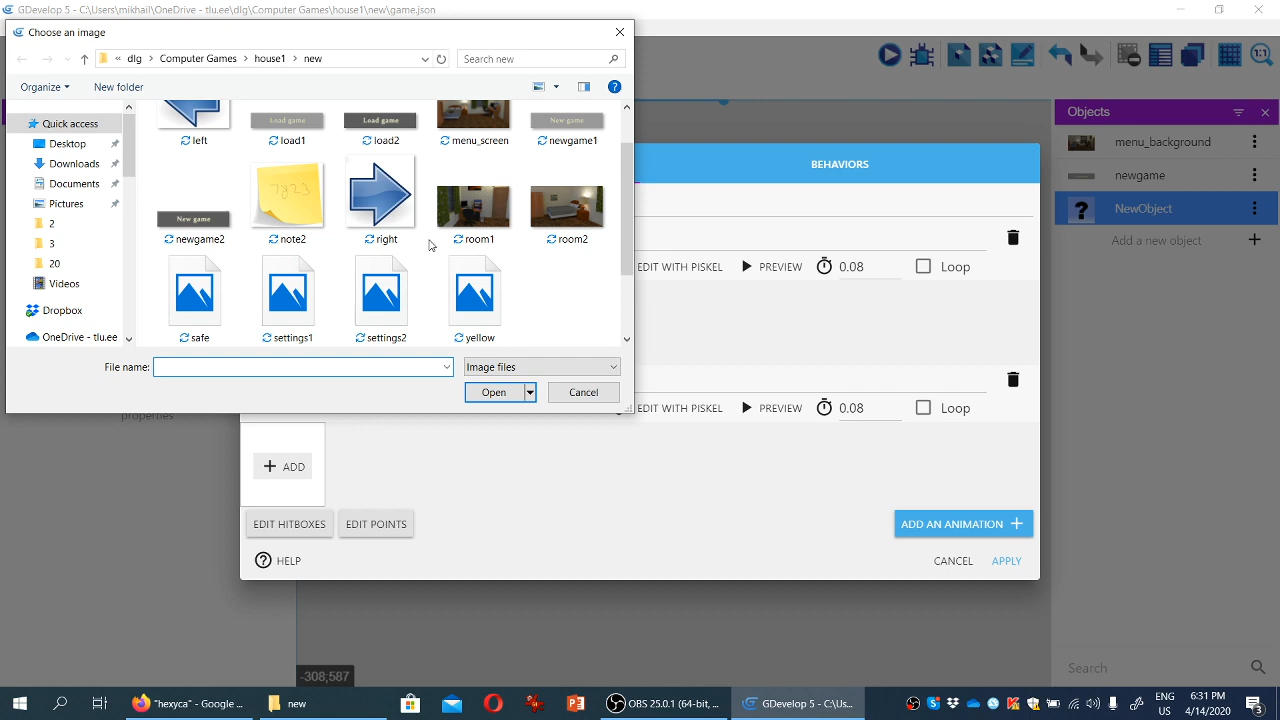 GDevelop 5 - C:\Users\mikhail\OneDrive - tlu.ee\dlg\Computer Games\house1\new\game.json
Choose an image
« dlg > Computer Games > house1 > new
Search new
Organize
New folder
Quick access
Desktop
Downloads
Documents
Pictures
2
3
20
Videos
Dropbox
OneDrive - tlu.ee
Load game
Load game
New game
left
load1
load2
menu_screen
newgame1
New game
7823
newgame2
note2
right
room1
room2
safe
settings1
settings2
yellow
File name:
Image files
Open
Cancel
properties
BEHAVIORS
EDIT WITH PISKEL
PREVIEW
0.08
Loop
EDIT WITH PISKEL
PREVIEW
0.08
Loop
+ ADD
EDIT HITBOXES
EDIT POINTS
ADD AN ANIMATION +
HELP
CANCEL
APPLY
Objects
menu_background
newgame
? NewObject
Add a new object +
Search
1:1
-308;587
"hexyca" - Google ...
new
OBS 25.0.1 (64-bit, ...
GDevelop 5 - C:\Us...
ENG
US
6:31 PM
4/14/2020
3